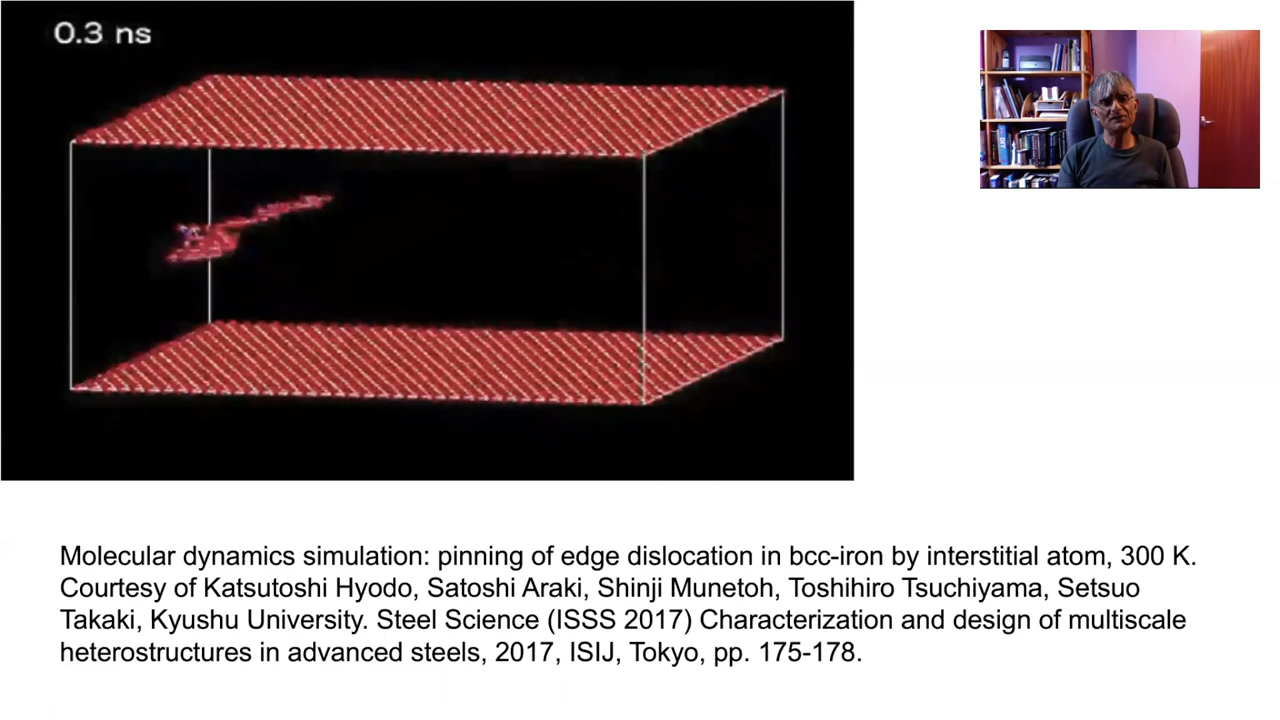 0.3 ns
Molecular dynamics simulation: pinning of edge dislocation in bcc-iron by interstitial atom, 300 K.
Courtesy of Katsutoshi Hyodo, Satoshi Araki, Shinji Munetoh, Toshihiro Tsuchiyama, Setsuo
Takaki, Kyushu University. Steel Science (ISSS 2017) Characterization and design of multiscale
heterostructures in advanced steels, 2017, ISIJ, Tokyo, pp. 175-178.